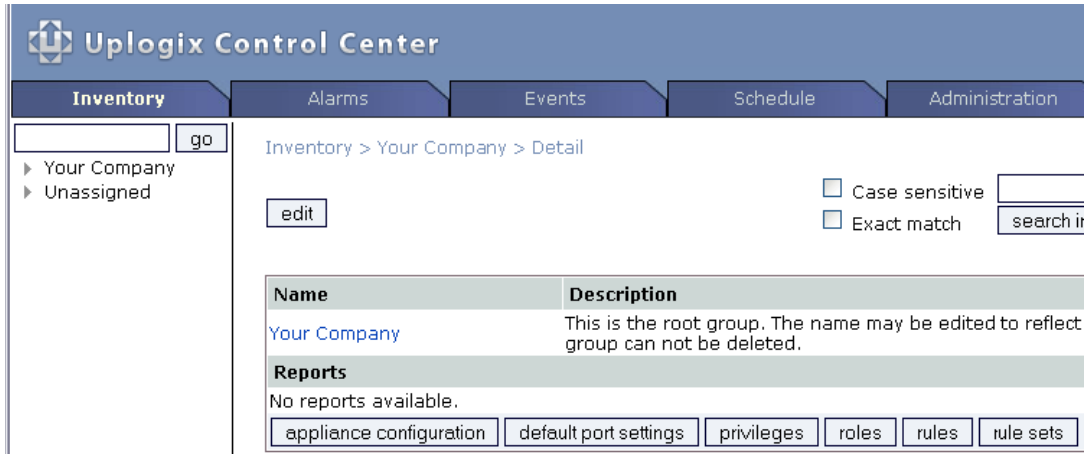 Uplogix Control Center
Inventory Alarms Events Schedule Administration
go
Your Company
Unassigned
Inventory > Your Company > Detail
edit
Case sensitive
Exact match
search
Name Description
Your Company
This is the root group. The name may be edited to reflect
group can not be deleted.
Reports
No reports available.
appliance configuration default port settings privileges roles rules rule sets